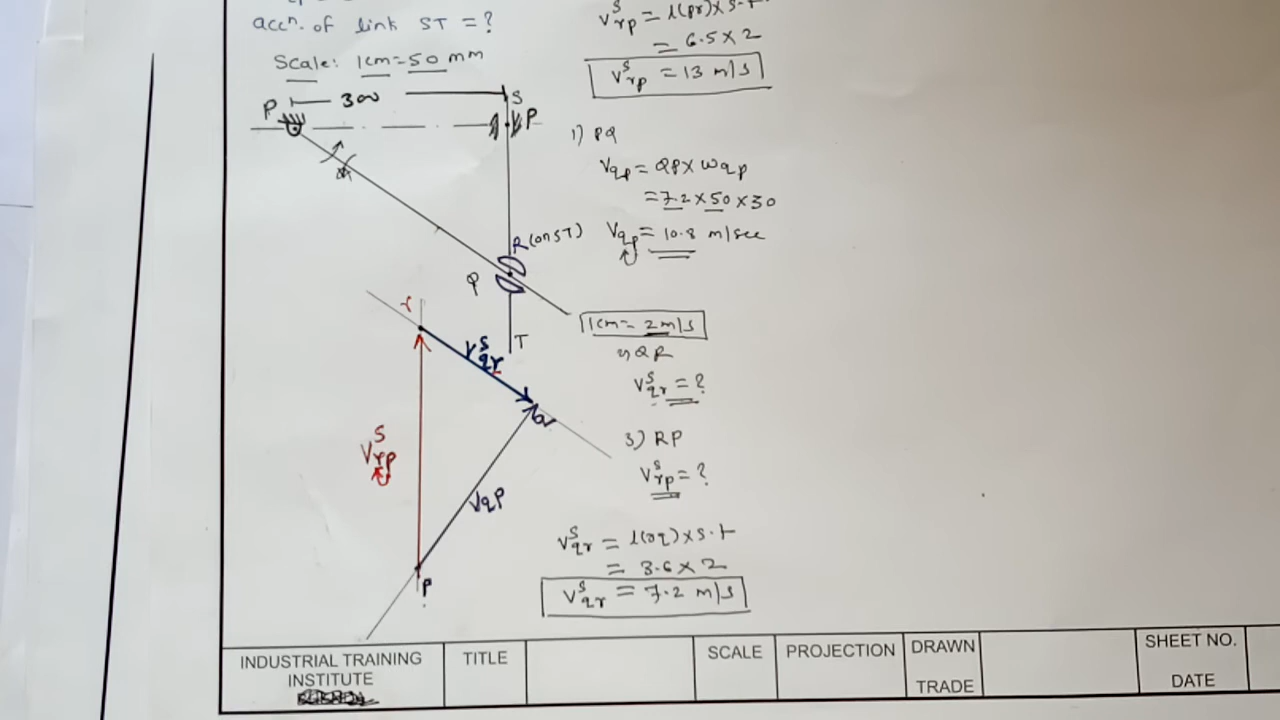 accⁿ. of link ST = ?
Scale: 1cm = 50 mm
P
300
S
P
R (on ST)
Q
T
r
V^s_qr
q
V^s_rp
Vqp
P
V^s_rp = l(pr) × s.f
= 6.5 × 2
V^s_rp = 13 m/s
1) PQ
Vqp = QP × ωqp
= 7.2 × 50 × 30
Vqp = 10.8 m/sec
1cm = 2m/s
2) QR
V^s_qr = ?
3) RP
V^s_rp = ?
V^s_qr = l(rq) × s.f
= 3.6 × 2
V^s_qr = 7.2 m/s
INDUSTRIAL TRAINING
INSTITUTE
TITLE
SCALE
PROJECTION
DRAWN
TRADE
SHEET NO.
DATE